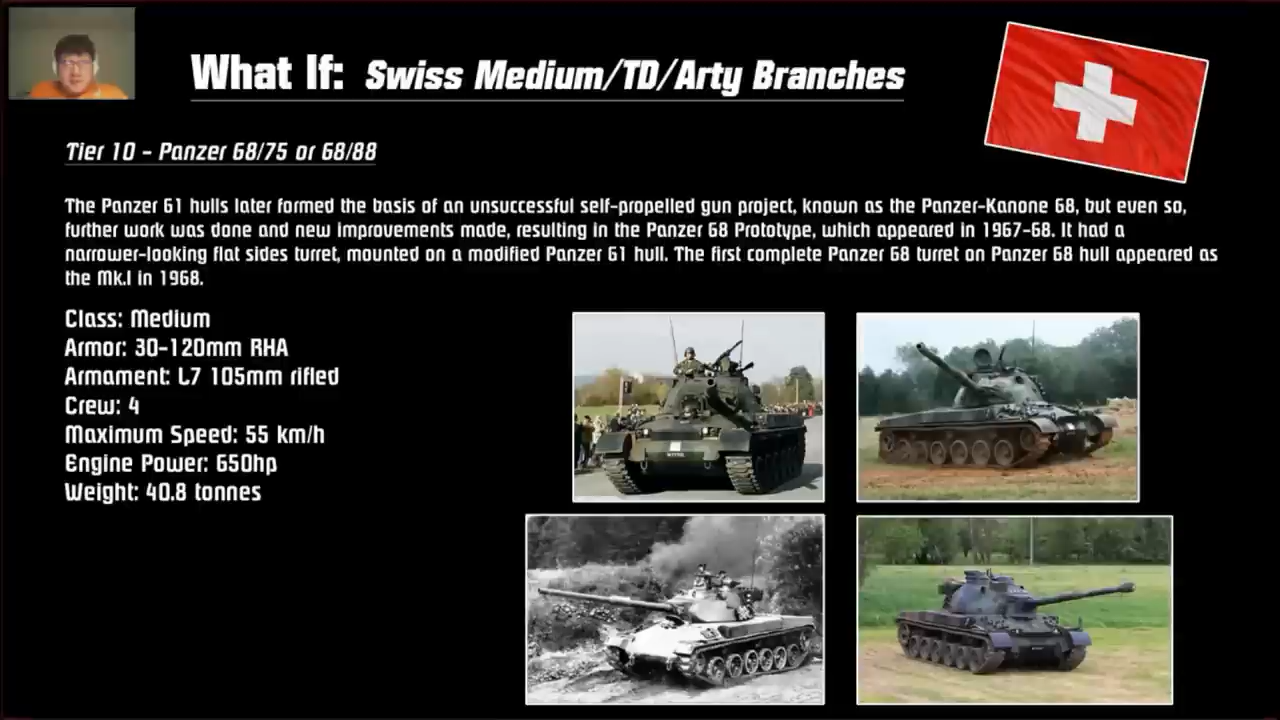 What If: Swiss Medium/TD/Arty Branches
Tier 10 - Panzer 68/75 or 68/88
The Panzer 61 hulls later formed the basis of an unsuccessful self-propelled gun project, known as the Panzer-Kanone 68, but even so,
further work was done and new improvements made, resulting in the Panzer 68 Prototype, which appeared in 1967-68. It had a
narrower-looking flat sides turret, mounted on a modified Panzer 61 hull. The first complete Panzer 68 turret on Panzer 68 hull appeared as
the Mk.I in 1968.
Class: Medium
Armor: 30-120mm RHA
Armament: L7 105mm rifled
Crew: 4
Maximum Speed: 55 km/h
Engine Power: 650hp
Weight: 40.8 tonnes